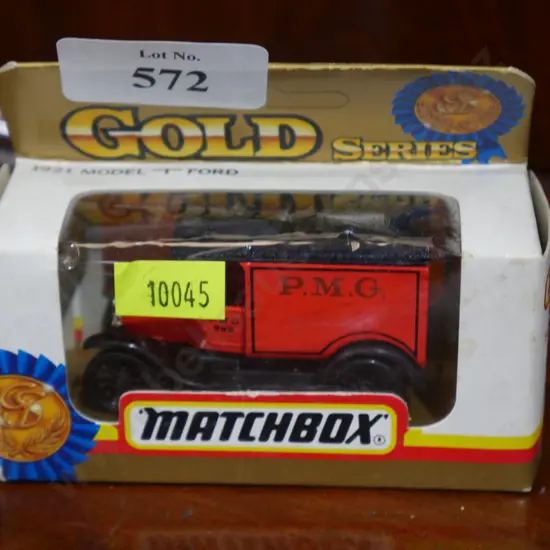 Lot No.
572
GOLD SERIES
1921 MODEL "T" FORD
10045
P.M.G.
MATCHBOX